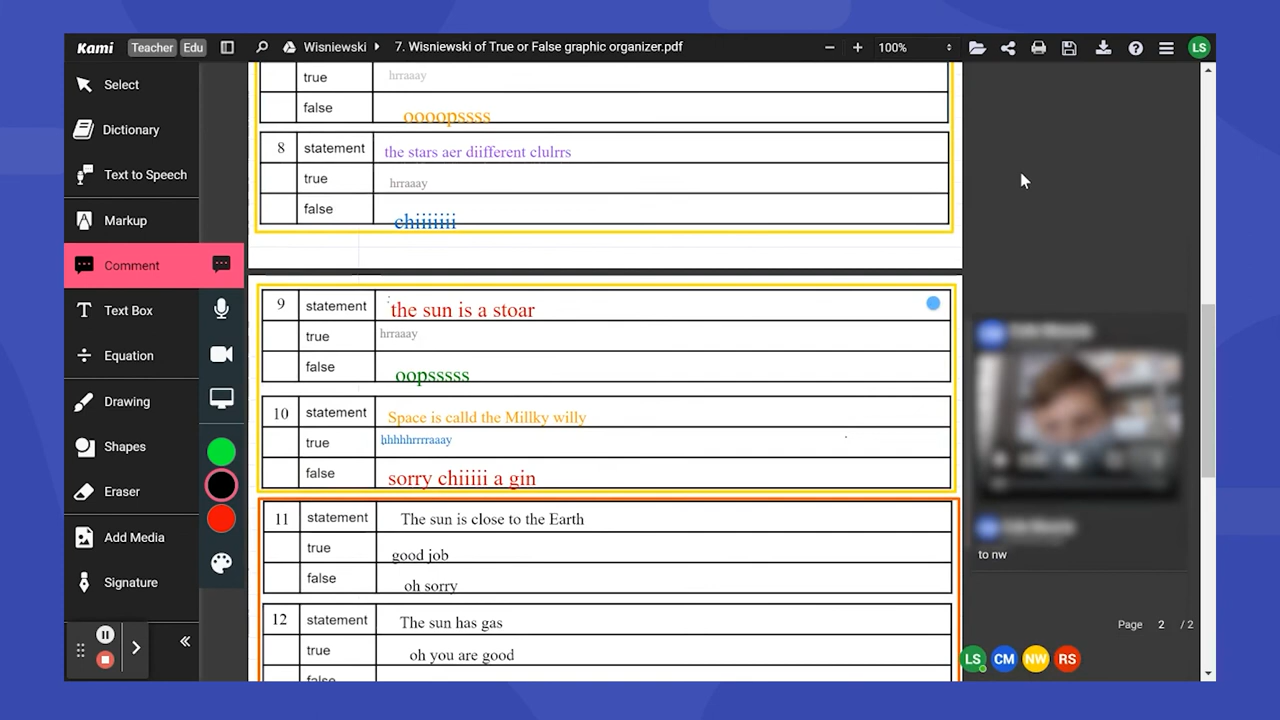 Kami Teacher Edu Wisniewski 7. Wisniewski of True or False graphic organizer.pdf 100% LS
Select
Dictionary
Text to Speech
Markup
Comment
Text Box
Equation
Drawing
Shapes
Eraser
Add Media
Signature
true hrraaay
false oooopssss
8 statement the stars aer diifferent clulrrs
true hrraaay
false chiiiiiii
9 statement the sun is a stoar
true hrraaay
false oopsssss
10 statement Space is calld the Millky willy
true hhhhhrrrraaay
false sorry chiiiii a gin
11 statement The sun is close to the Earth
true good job
false oh sorry
12 statement The sun has gas
true oh you are good
false
to nw
Page 2 / 2
LS CM NW RS